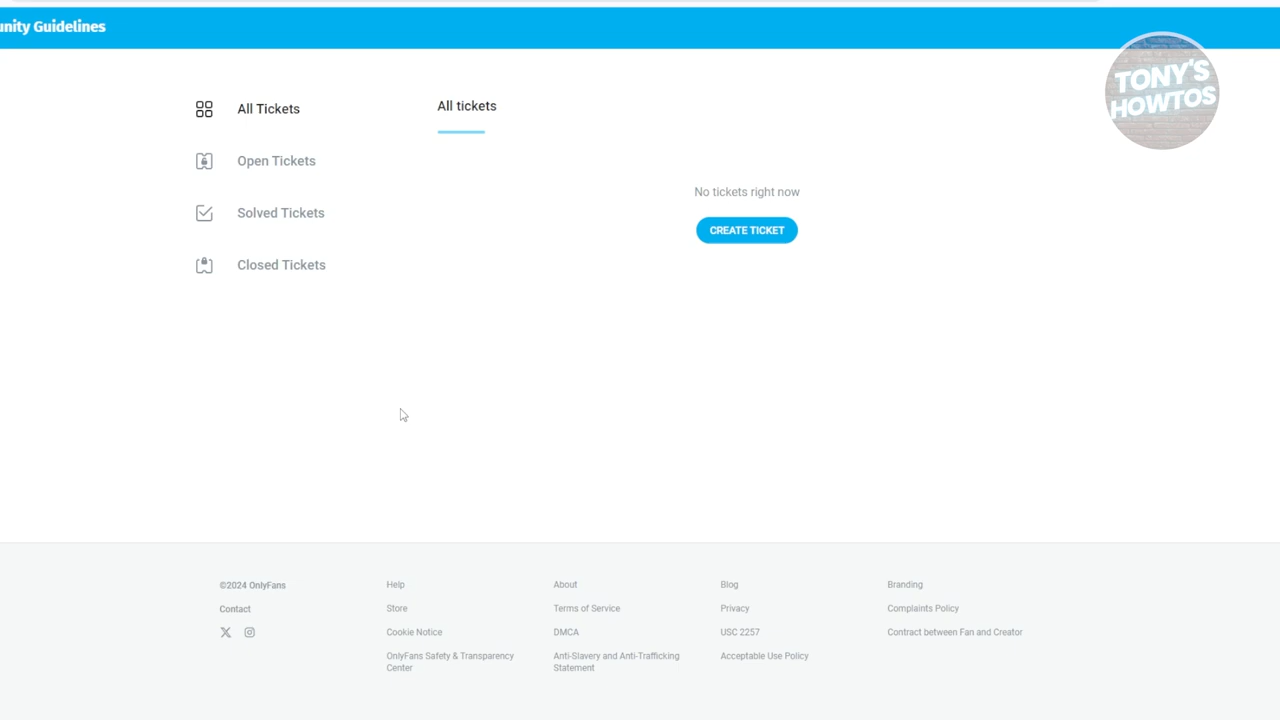 unity Guidelines
TONY'S
HOWTOS
All Tickets
All tickets
Open Tickets
No tickets right now
Solved Tickets
CREATE TICKET
Closed Tickets
©2024 OnlyFans
Help
About
Blog
Branding
Contact
Store
Terms of Service
Privacy
Complaints Policy
Cookie Notice
DMCA
USC 2257
Contract between Fan and Creator
OnlyFans Safety & Transparency
Center
Anti-Slavery and Anti-Trafficking
Statement
Acceptable Use Policy